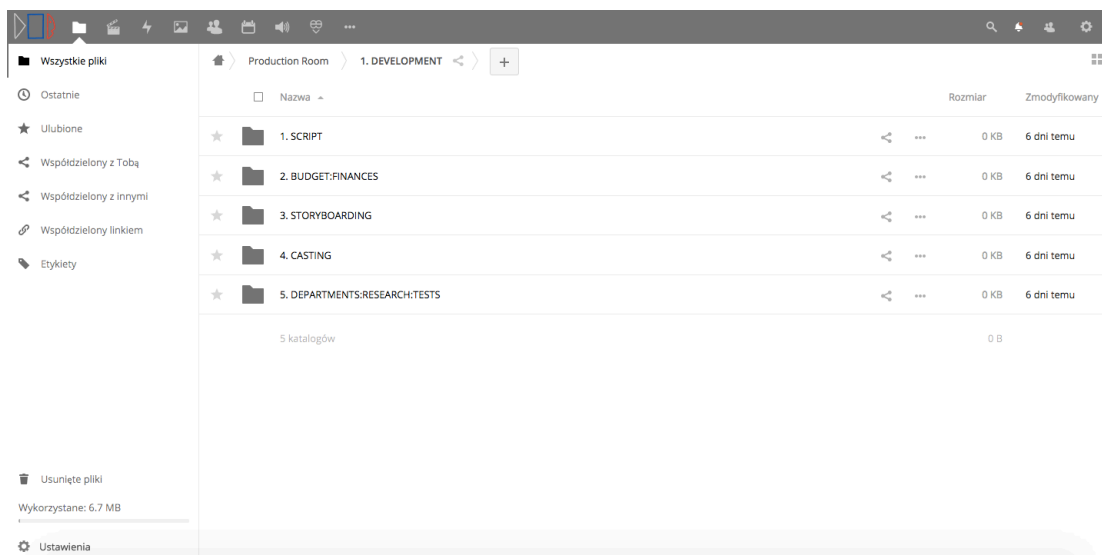 Wszystkie pliki
Ostatnie
Ulubione
Współdzielony z Tobą
Współdzielony z innymi
Współdzielony linkiem
Etykiety
Usunięte pliki
Wykorzystane: 6.7 MB
Ustawienia
Production Room 1. DEVELOPMENT +
Nazwa Rozmiar Zmodyfikowany
1. SCRIPT 0 KB 6 dni temu
2. BUDGET:FINANCES 0 KB 6 dni temu
3. STORYBOARDING 0 KB 6 dni temu
4. CASTING 0 KB 6 dni temu
5. DEPARTMENTS:RESEARCH:TESTS 0 KB 6 dni temu
5 katalogów 0 B